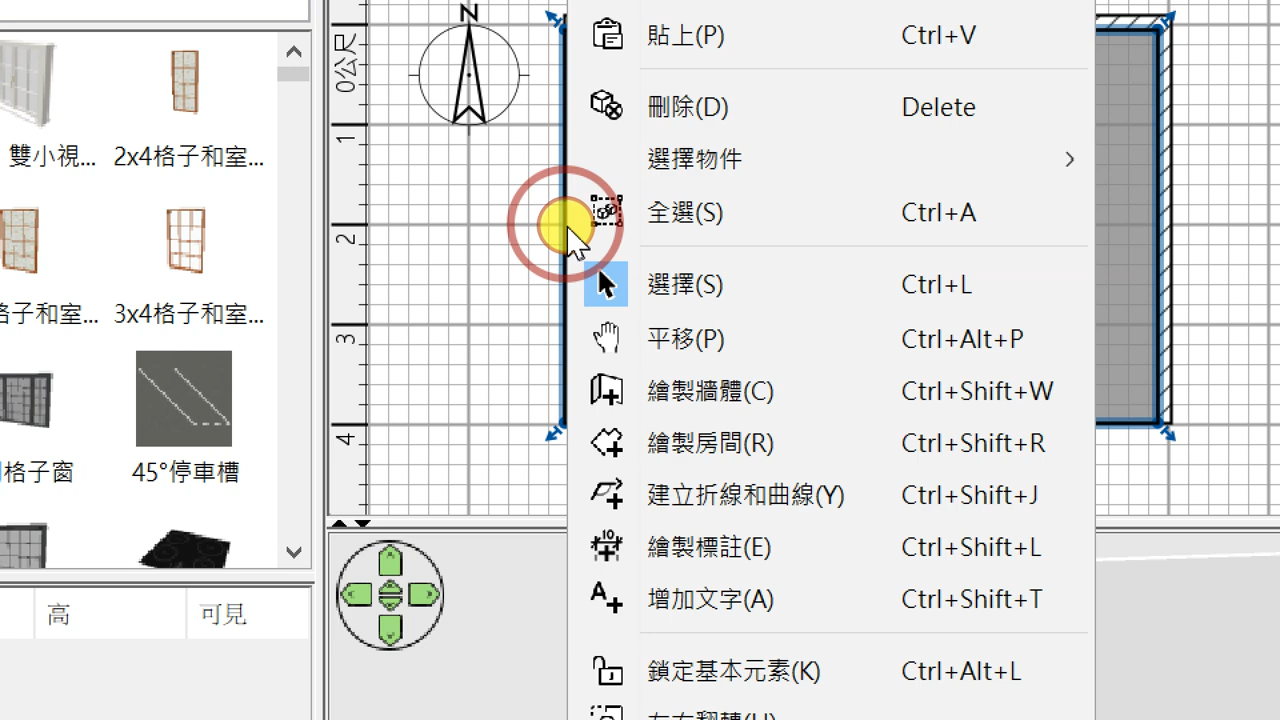 雙小視...
2x4格子和室...
格子和室...
3x4格子和室...
格子窗
45°停車槽
高
可見
0公尺
1
2
3
4
N
貼上(P) Ctrl+V
刪除(D) Delete
選擇物件
全選(S) Ctrl+A
選擇(S) Ctrl+L
平移(P) Ctrl+Alt+P
繪製牆體(C) Ctrl+Shift+W
繪製房間(R) Ctrl+Shift+R
建立折線和曲線(Y) Ctrl+Shift+J
繪製標註(E) Ctrl+Shift+L
增加文字(A) Ctrl+Shift+T
鎖定基本元素(K) Ctrl+Alt+L